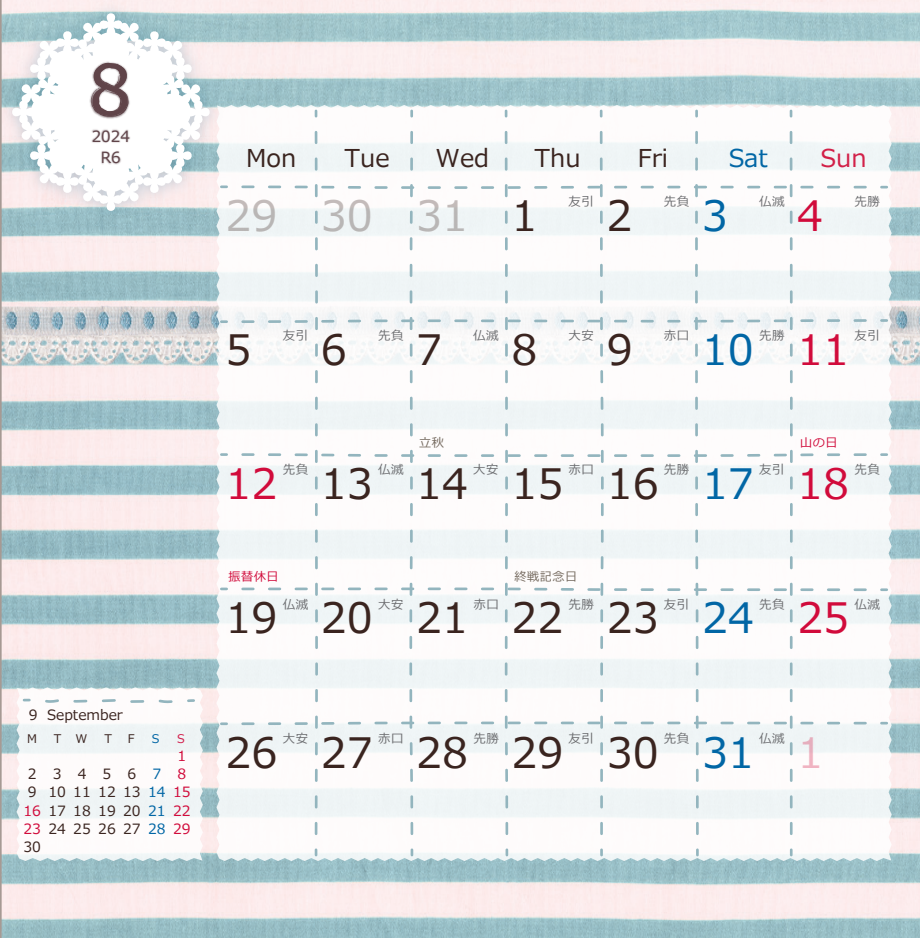 8
2024
R6
Mon Tue Wed Thu Fri Sat Sun
29 30 31 1 友引 2 先負 3 仏滅 4 先勝
5 友引 6 先負 7 仏滅 8 大安 9 赤口 10 先勝 11 友引
立秋 山の日
12 先負 13 仏滅 14 大安 15 赤口 16 先勝 17 友引 18 先負
振替休日 終戦記念日
19 仏滅 20 大安 21 赤口 22 先勝 23 友引 24 先負 25 仏滅
26 大安 27 赤口 28 先勝 29 友引 30 先負 31 仏滅 1
9 September
M T W T F S S
1
2 3 4 5 6 7 8
9 10 11 12 13 14 15
16 17 18 19 20 21 22
23 24 25 26 27 28 29
30